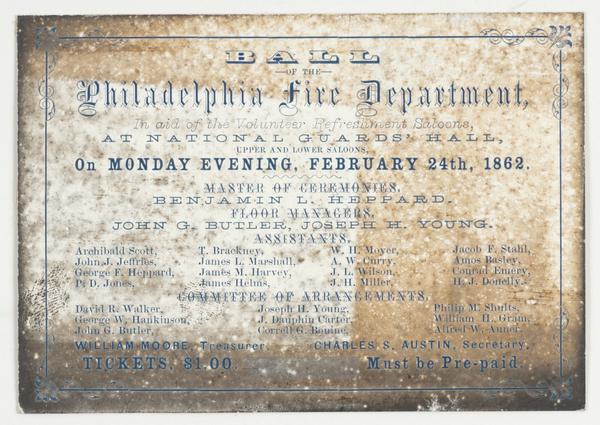 BALL
OF THE
Philadelphia Fire Department,
In aid of the Volunteer Refreshment Saloons,
AT NATIONAL GUARDS' HALL,
UPPER AND LOWER SALOONS,
On MONDAY EVENING, FEBRUARY 24th, 1862.
MASTER OF CEREMONIES.
BENJAMIN L. HEPPARD.
FLOOR MANAGERS.
JOHN G. BUTLER, JOSEPH H. YOUNG.
ASSISTANTS.
Archibald Scott, T. Brackney, W. H. Moyer, Jacob F. Stahl,
John J. Jeffries, James L. Marshall, A. W. Curry, Amos Basley,
George F. Heppard, James M. Harvey, J. L. Wilson, Conrad Emery,
P. D. Jones, James Helms, J. H. Miller, H. J. Donelly.
COMMITTEE OF ARRANGEMENTS.
David R. Walker, Joseph H. Young, Philip M. Shults,
George W. Hankinson, J. Dauphin Carter, William H. Gram,
John G. Butler, Correll G. Alfred W.
WILLIAM MOORE, Treasurer. CHARLES S. AUSTIN, Secretary.
TICKETS, $1.00. Must be Pre-paid.